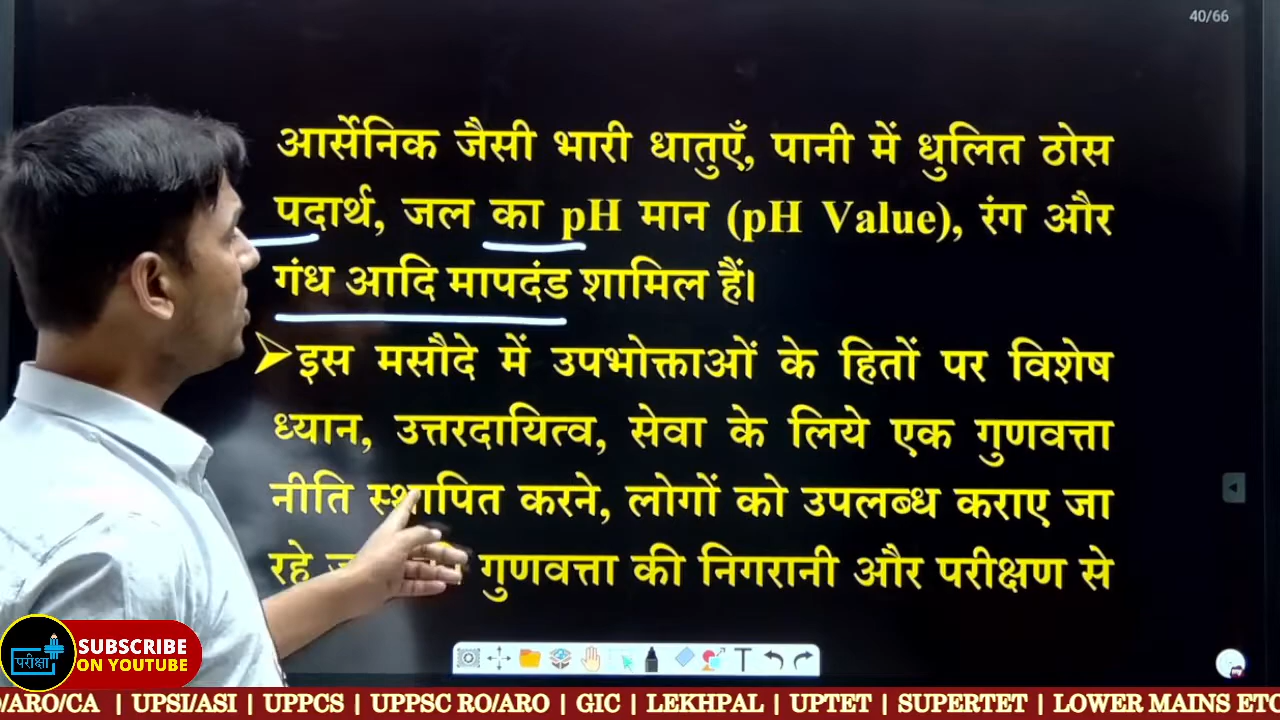 40/66
आर्सेनिक जैसी भारी धातुएँ, पानी में धुलित ठोस
पदार्थ, जल का pH मान (pH Value), रंग और
गंध आदि मापदंड शामिल हैं।
इस मसौदे में उपभोक्ताओं के हितों पर विशेष
ध्यान, उत्तरदायित्व, सेवा के लिये एक गुणवत्ता
नीति स्थापित करने, लोगों को उपलब्ध कराए जा
रहे गुणवत्ता की निगरानी और परीक्षण से
परीक्षा
SUBSCRIBE
ON YOUTUBE
O/ARO/CA | UPSI/ASI | UPPCS | UPPSC RO/ARO | GIC | LEKHPAL | UPTET | SUPERTET | LOWER MAINS ETC